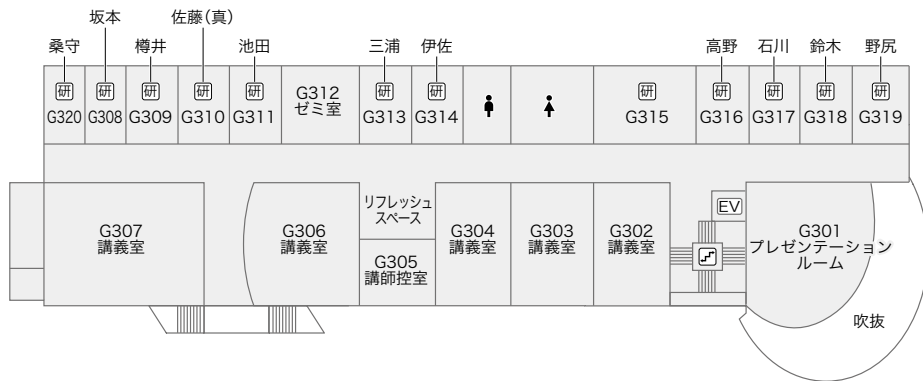 坂本
佐藤(真)
桑守
樽井
池田
三浦
伊佐
高野
石川
鈴木
野尻
研
G320
研
G308
研
G309
研
G310
研
G311
G312
ゼミ室
研
G313
研
G314
研
G315
研
G316
研
G317
研
G318
研
G319
G307
講義室
G306
講義室
リフレッシュ
スペース
G305
講師控室
G304
講義室
G303
講義室
G302
講義室
EV
G301
プレゼンテーション
ルーム
吹抜